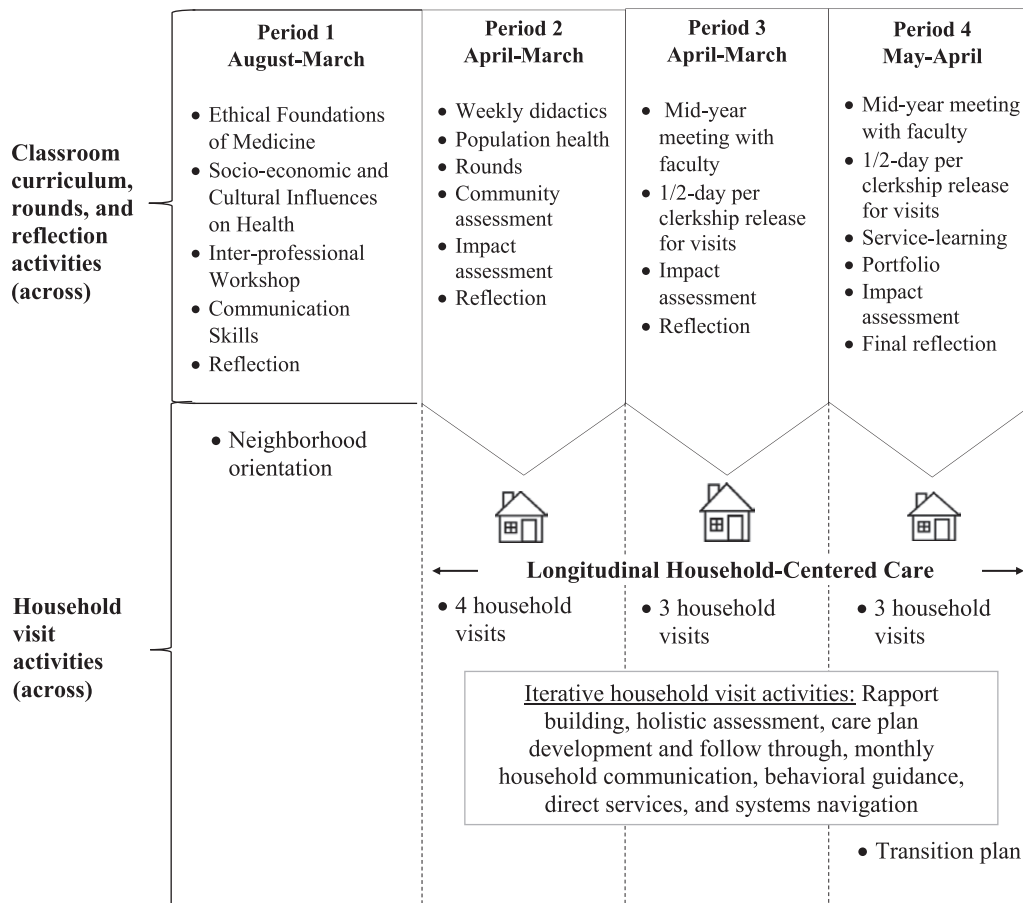 Period 1
August-March
Period 2
April-March
Period 3
April-March
Period 4
May-April
Classroom
curriculum,
rounds, and
reflection
activities
(across)
• Ethical Foundations
of Medicine
• Socio-economic and
Cultural Influences
on Health
• Inter-professional
Workshop
• Communication
Skills
• Reflection
• Weekly didactics
• Population health
• Rounds
• Community
assessment
• Impact
assessment
• Reflection
• Mid-year
meeting with
faculty
• 1/2-day per
clerkship release
for visits
• Impact
assessment
• Reflection
• Mid-year meeting
with faculty
• 1/2-day per
clerkship release
for visits
• Service-learning
• Portfolio
• Impact
assessment
• Final reflection
Household
visit
activities
(across)
• Neighborhood
orientation
Longitudinal Household-Centered Care
• 4 household
visits
• 3 household
visits
• 3 household
visits
Iterative household visit activities: Rapport
building, holistic assessment, care plan
development and follow through, monthly
household communication, behavioral guidance,
direct services, and systems navigation
• Transition plan